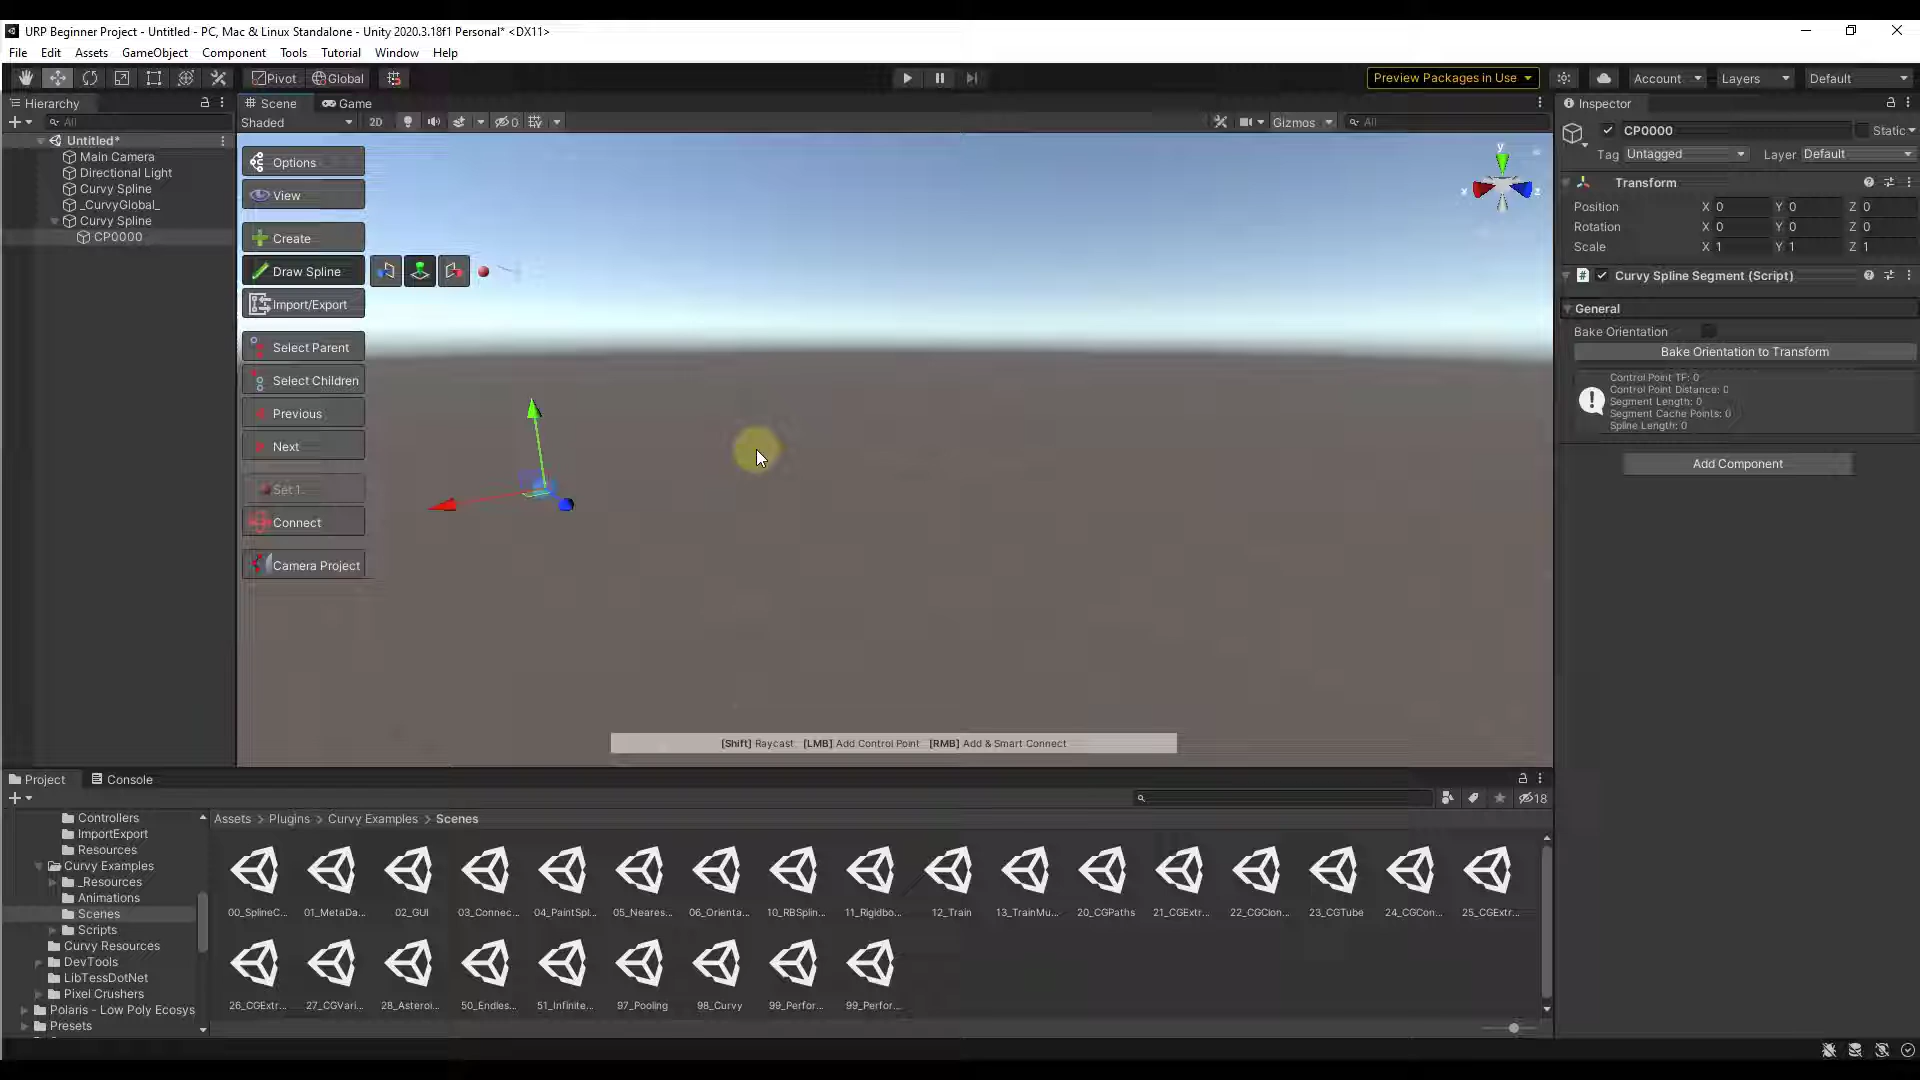 URP Beginner Project - Untitled - PC, Mac & Linux Standalone - Unity 2020.3.18f1 Personal* <DX11>
File Edit Assets GameObject Component Tools Tutorial Window Help
Pivot Global Preview Packages in Use Account Layers Default
Hierarchy Scene Game Inspector
All Shaded 2D 0 Gizmos All
CP0000 Static
Tag Untagged Layer Default
Untitled*
Main Camera
Directional Light
Curvy Spline
_CurvyGlobal_
Curvy Spline
CP0000
Options
View
Create
Draw Spline
Import/Export
Select Parent
Select Children
Previous
Next
Set 1.
Connect
Camera Project
y
x
z
[Shift] Raycast [LMB] Add Control Point [RMB] Add & Smart Connect
Transform
Position X 0 Y 0 Z 0
Rotation X 0 Y 0 Z 0
Scale X 1 Y 1 Z 1
Curvy Spline Segment (Script)
General
Bake Orientation
Bake Orientation to Transform
Control Point TF: 0
Control Point Distance: 0
Segment Length: 0
Segment Cache Points: 0
Spline Length: 0
Add Component
Project Console
18
Controllers
ImportExport
Resources
Curvy Examples
_Resources
Animations
Scenes
Scripts
Curvy Resources
DevTools
LibTessDotNet
Pixel Crushers
Polaris - Low Poly Ecosys
Presets
Assets > Plugins > Curvy Examples > Scenes
00_SplineC... 01_MetaDa... 02_GUI 03_Connec... 04_PaintSpl... 05_Neares... 06_Orienta... 10_RBSplin... 11_Rigidbo... 12_Train 13_TrainMu... 20_CGPaths 21_CGExtr... 22_CGClon... 23_CGTube 24_CGCon... 25_CGExtr...
26_CGExtr... 27_CGVari... 28_Asteroi... 50_Endles... 51_Infinite... 97_Pooling 98_Curvy 99_Perfor... 99_Perfor...